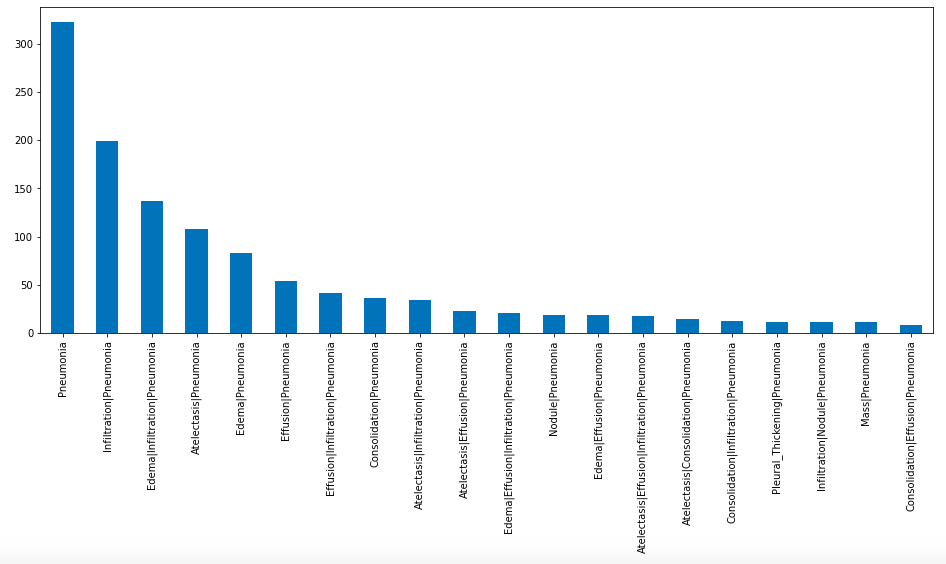 300
250
200
150
100
50
0
Pneumonia
Infiltration|Pneumonia
Edema|Infiltration|Pneumonia
Atelectasis|Pneumonia
Edema|Pneumonia
Effusion|Pneumonia
Effusion|Infiltration|Pneumonia
Consolidation|Pneumonia
Atelectasis|Infiltration|Pneumonia
Atelectasis|Effusion|Pneumonia
Edema|Effusion|Infiltration|Pneumonia
Nodule|Pneumonia
Edema|Effusion|Pneumonia
Atelectasis|Effusion|Infiltration|Pneumonia
Atelectasis|Consolidation|Pneumonia
Consolidation|Infiltration|Pneumonia
Pleural_Thickening|Pneumonia
Infiltration|Nodule|Pneumonia
Mass|Pneumonia
Consolidation|Effusion|Pneumonia